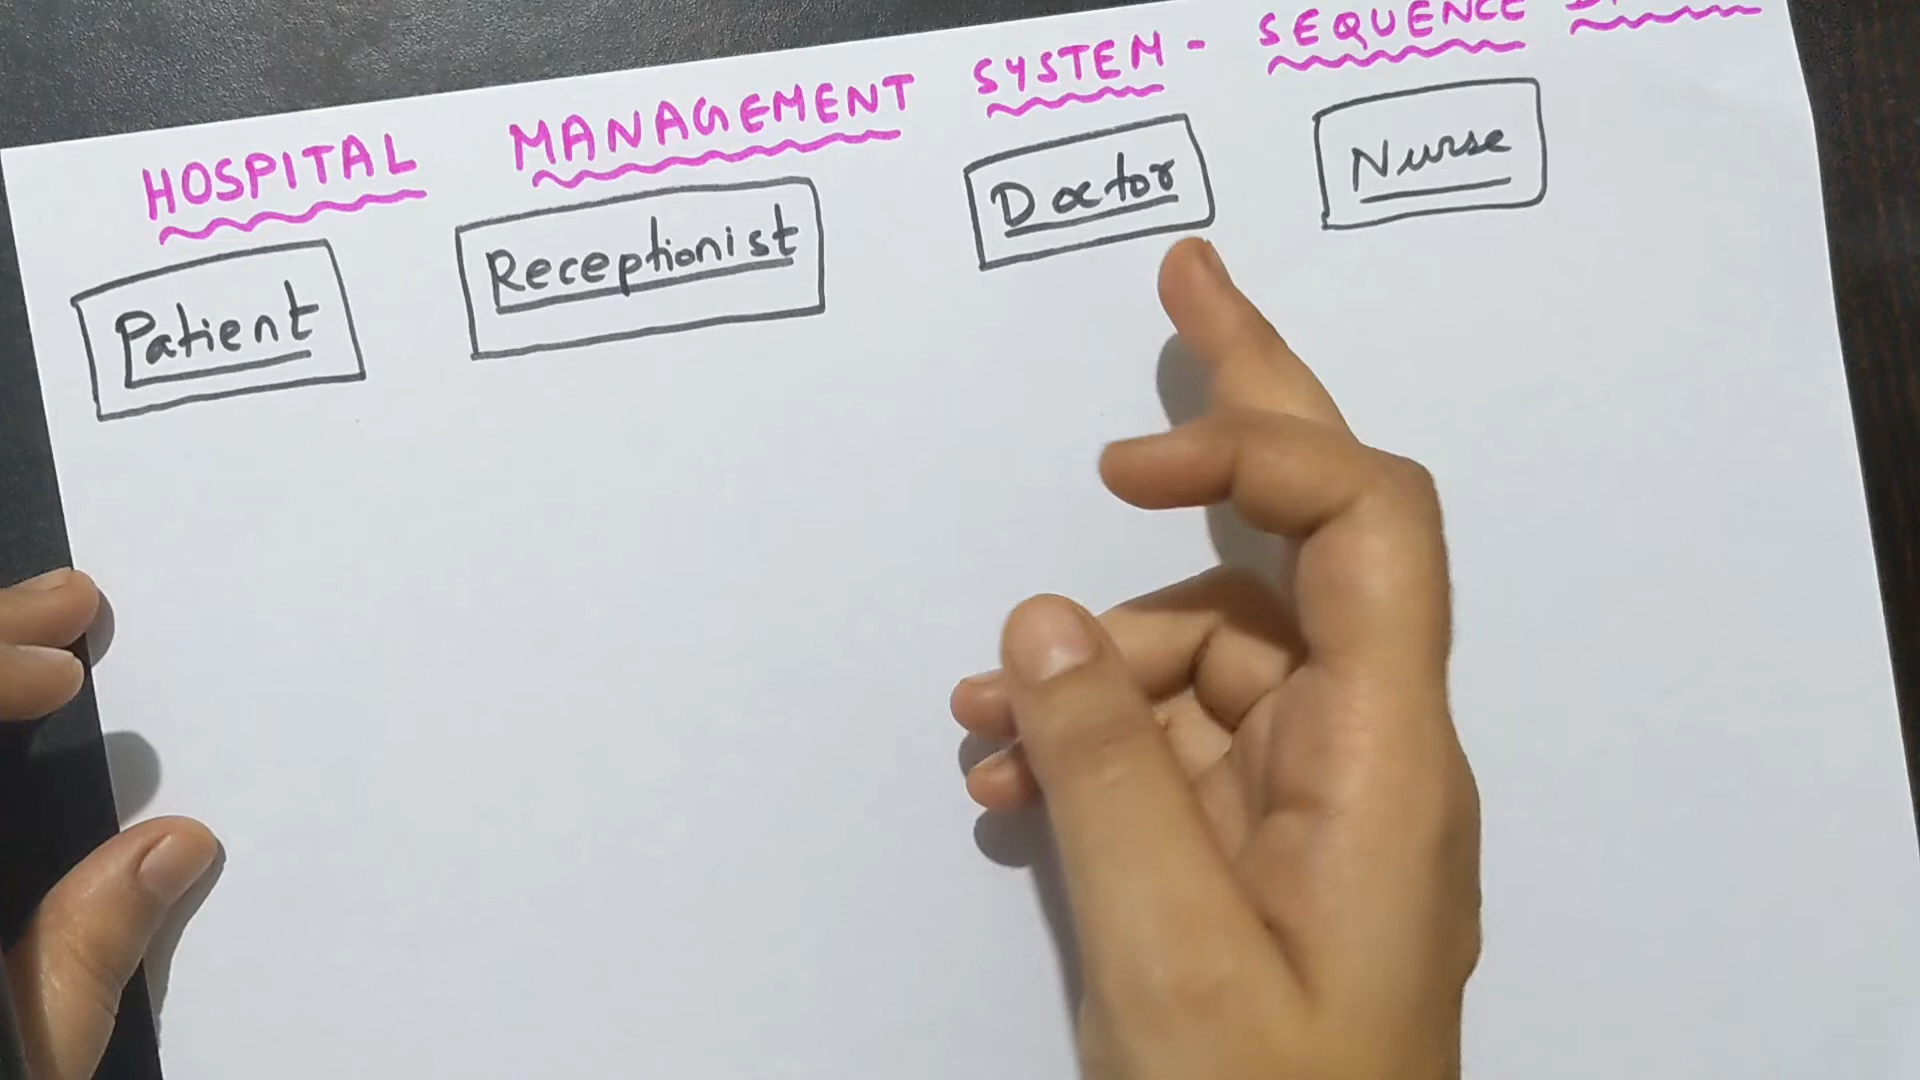 HOSPITAL MANAGEMENT SYSTEM - SEQUENCE
Patient Receptionist Doctor Nurse